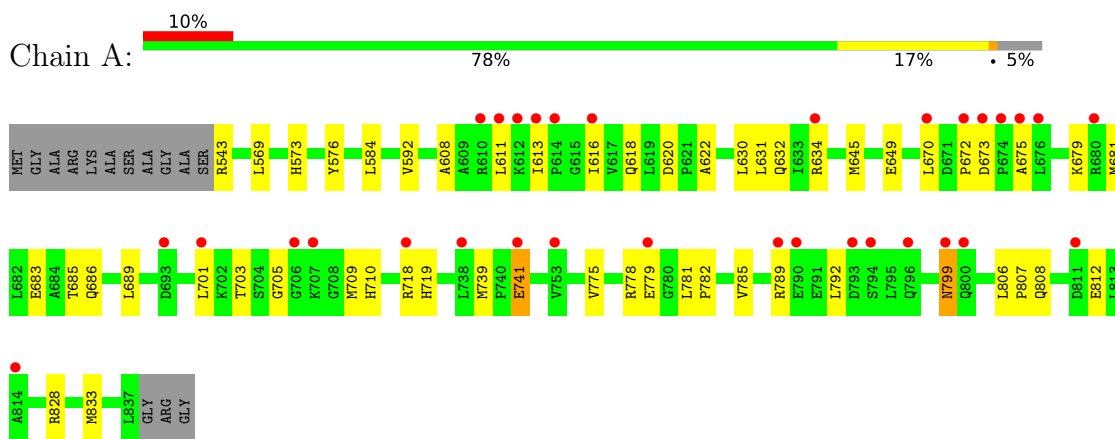 10%
Chain A:
78% 17% • 5%
MET GLY ALA ARG LYS ALA SER ALA GLY ALA SER R543 L569 H573 Y576 L584 V592 A608 A609 R610 L611 K612 I613 P614 G615 I616 V617 Q618 L619 D620 P621 A622 L630 L631 Q632 I633 R634 M645 E649 L670 D671 P672 D673 P674 A675 L676 K679 R680 M681
L682 E683 A684 T685 Q686 L689 D693 L701 K702 T703 S704 G705 G706 K707 G708 M709 H710 R718 H719 L738 M739 P740 E741 V753 V775 R778 E779 G780 L781 P782 V785 R789 E790 E791 L792 D793 S794 L795 Q796 N799 Q800 L806 P807 Q808 D811 E812 L813
A814 R828 M833 L837 GLY ARG GLY